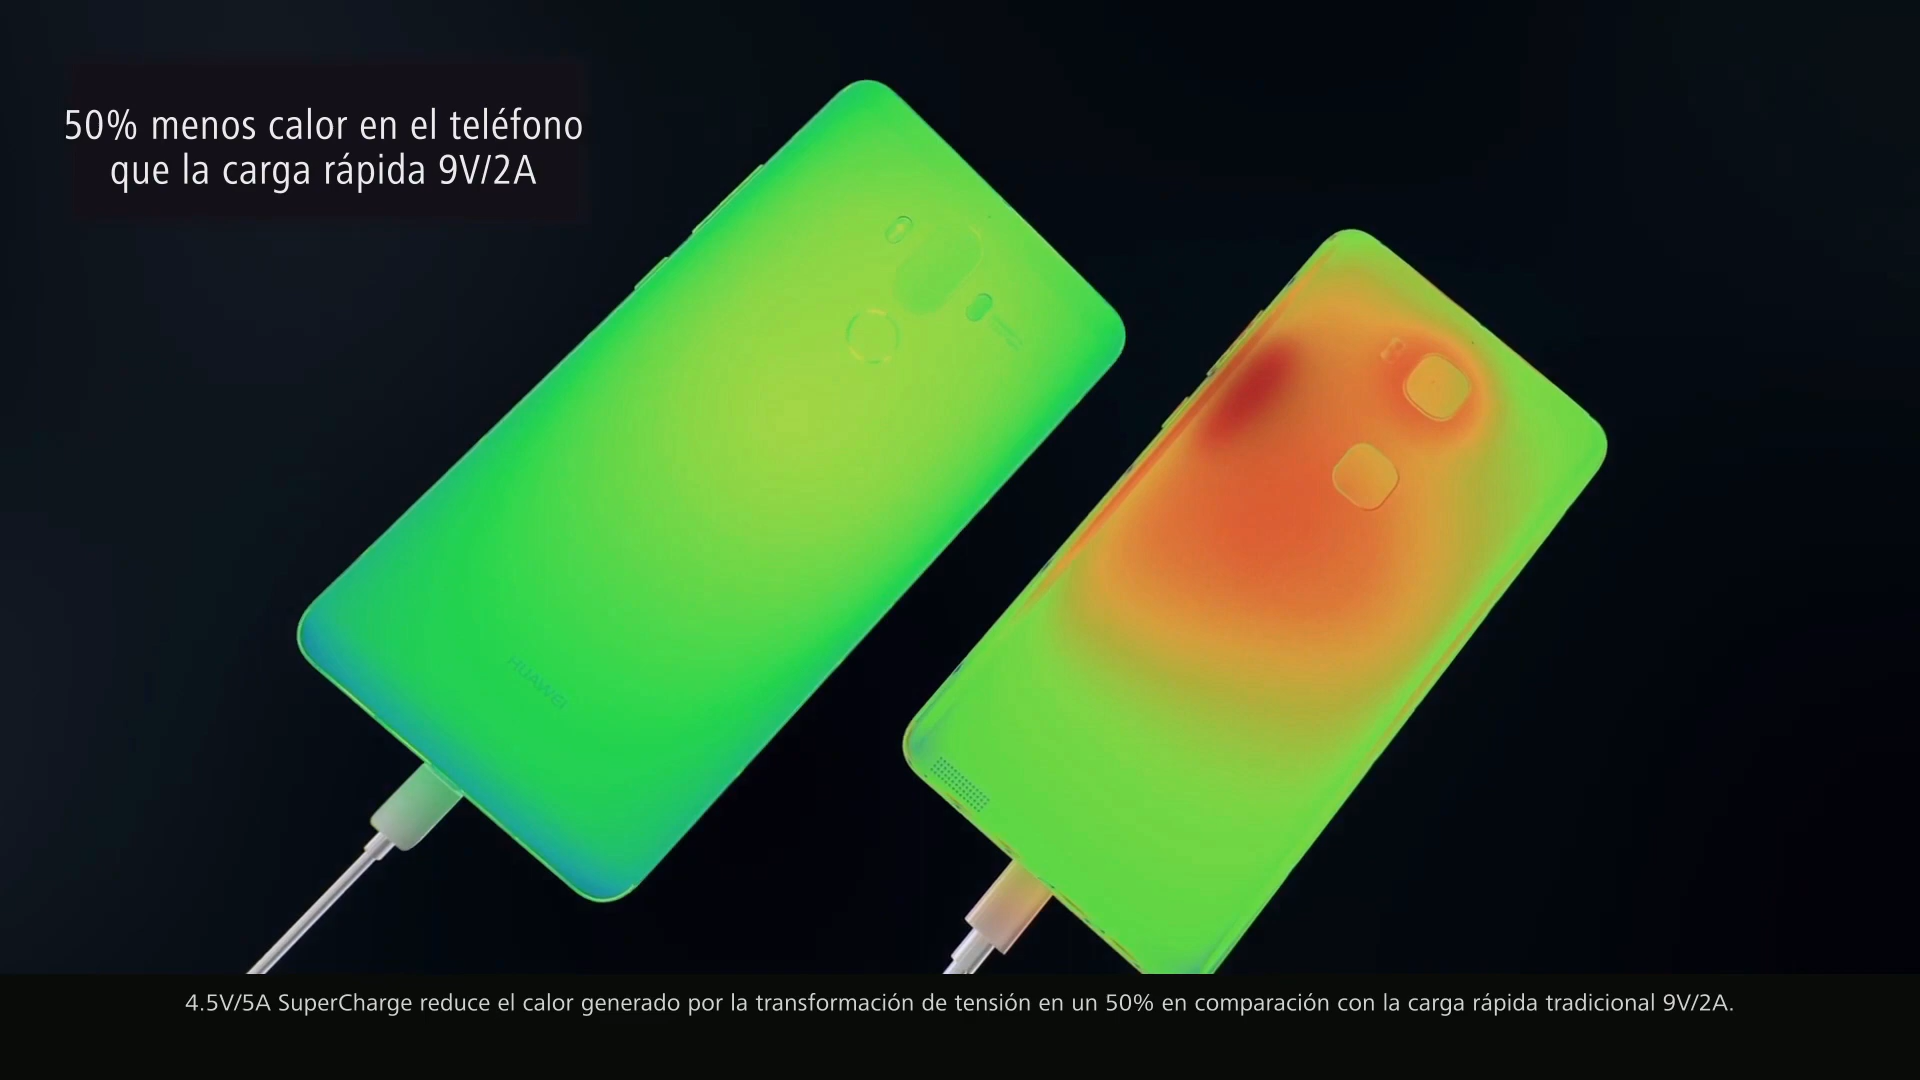 50% menos calor en el teléfono
que la carga rápida 9V/2A
HUAWEI
4.5V/5A SuperCharge reduce el calor generado por la transformación de tensión en un 50% en comparación con la carga rápida tradicional 9V/2A.